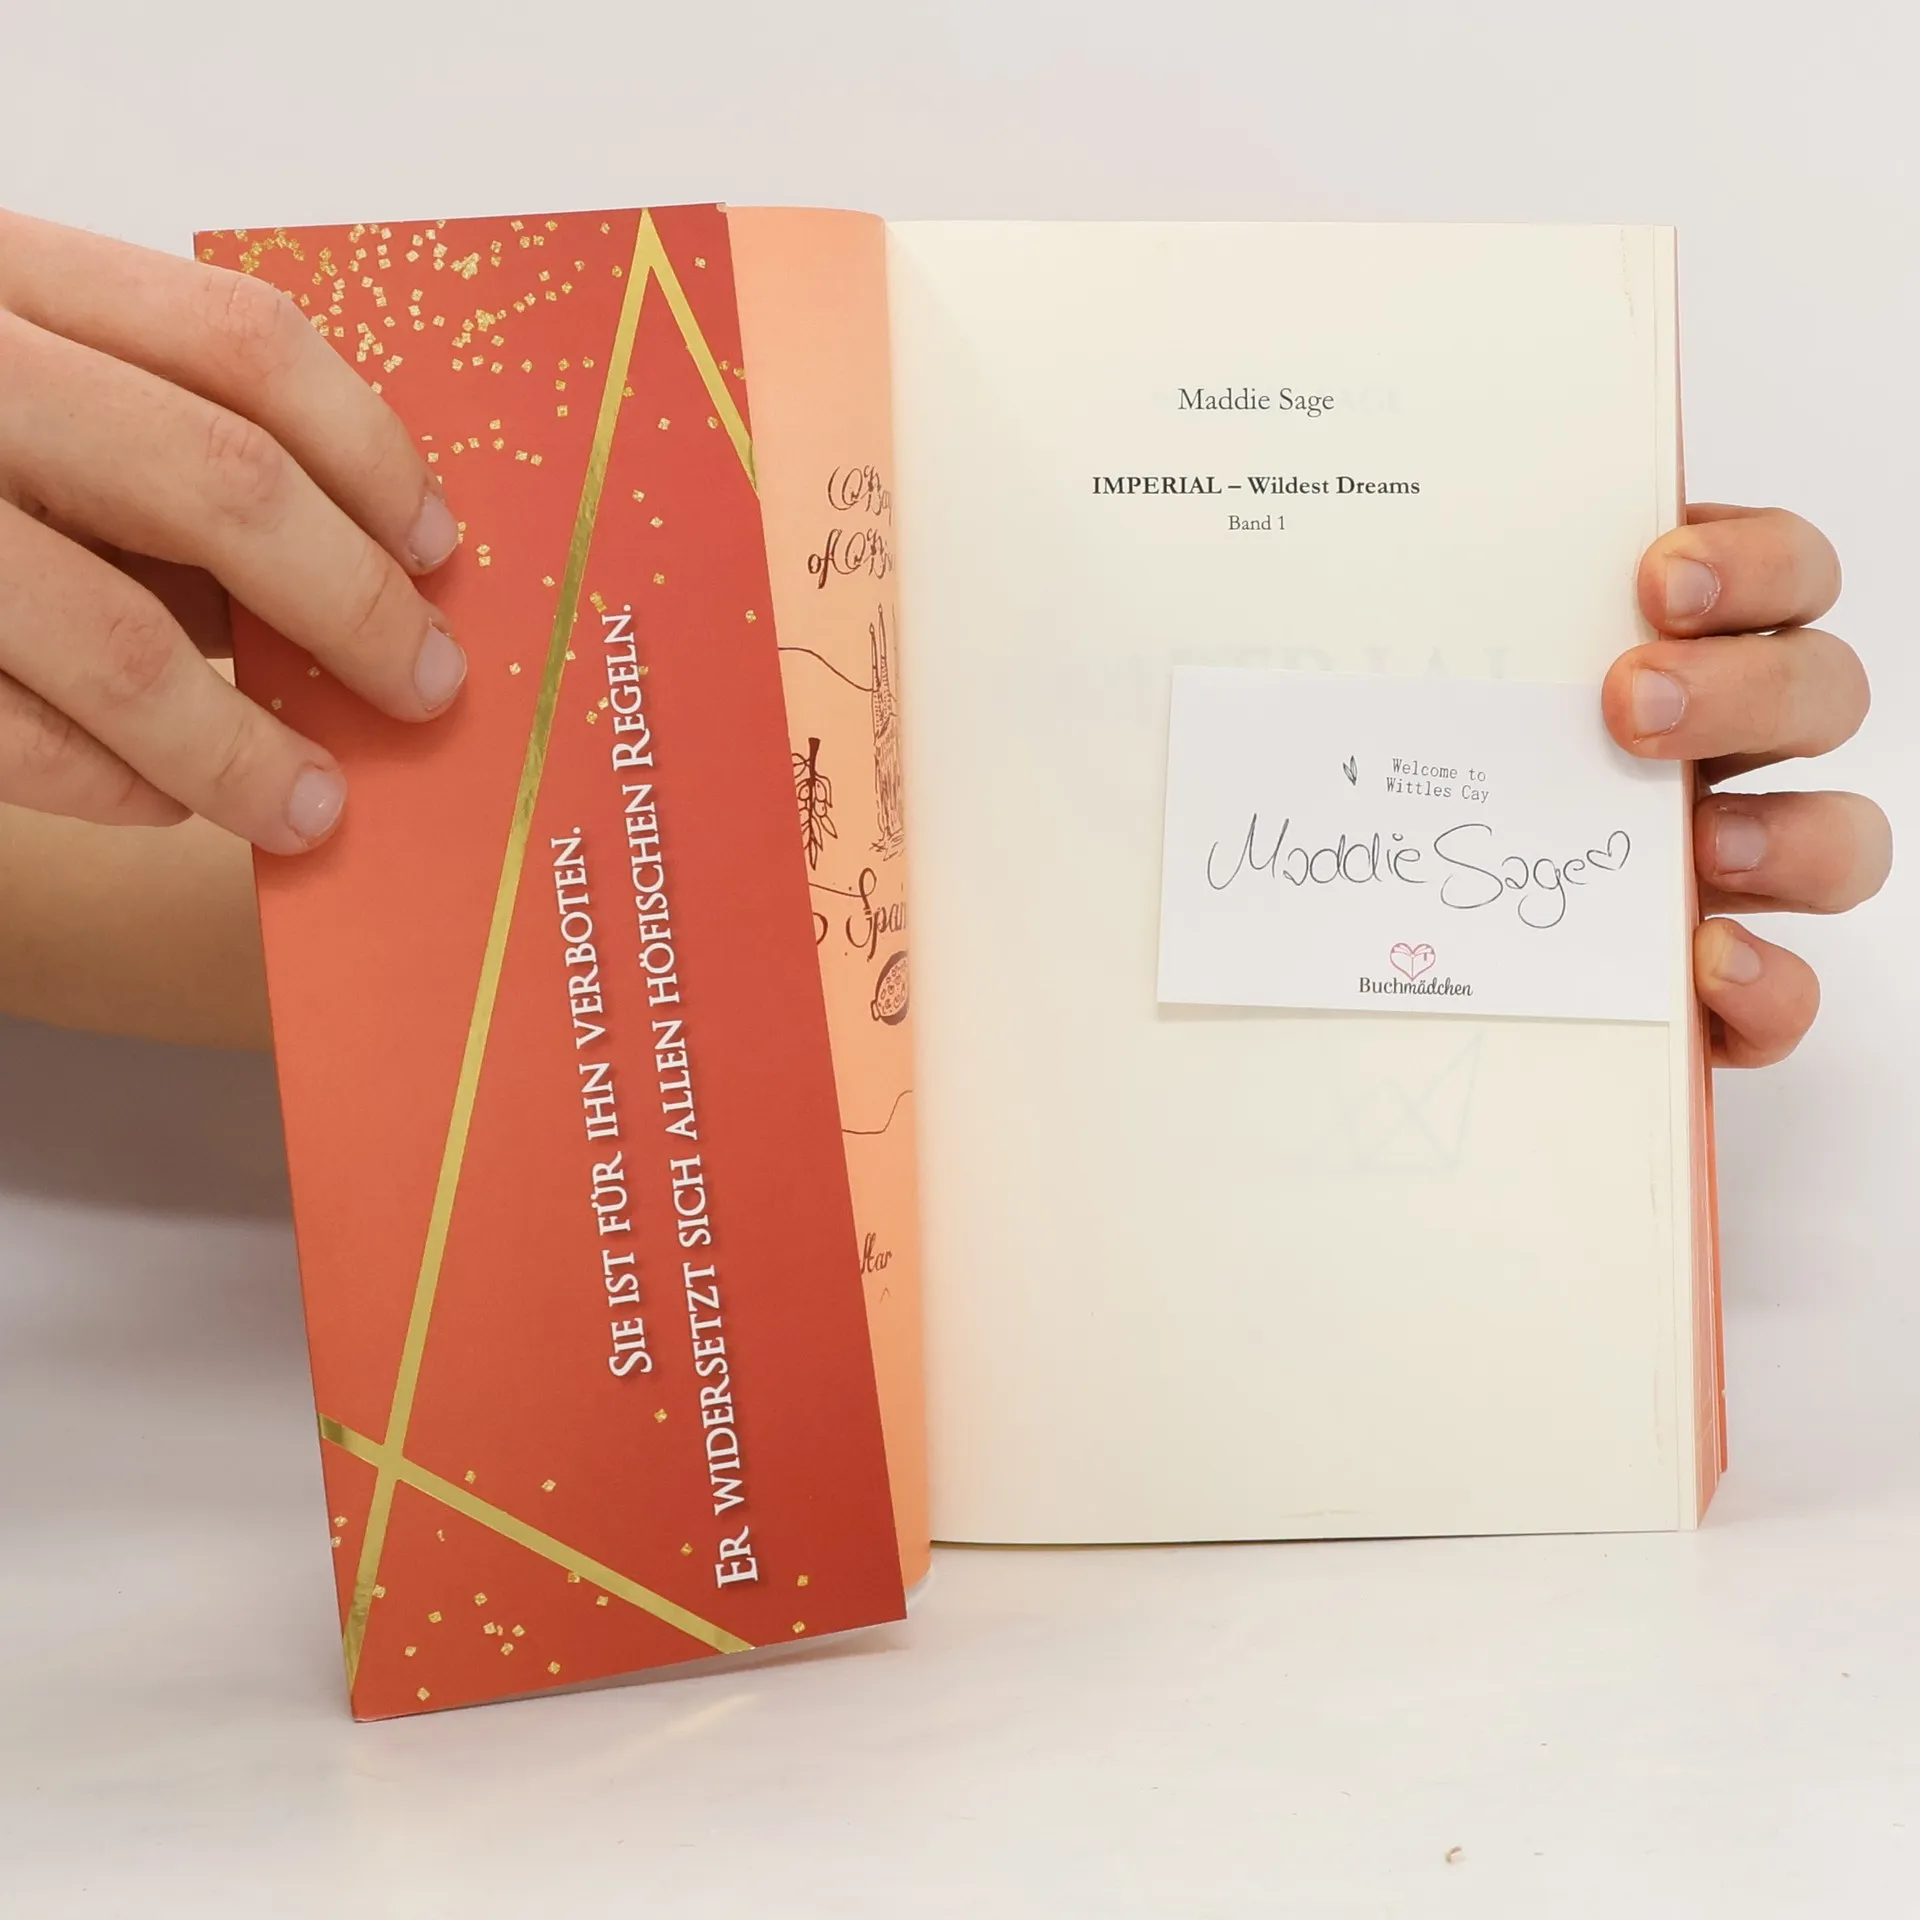 SIE IST FÜR IHN VERBOTEN.
ER WIDERSETZT SICH ALLEN HÖFISCHEN REGELN.
of
Maddie Sage
IMPERIAL – Wildest Dreams
Band 1
Welcome to
Wittles Cay
Maddie Sage
Buchmädchen